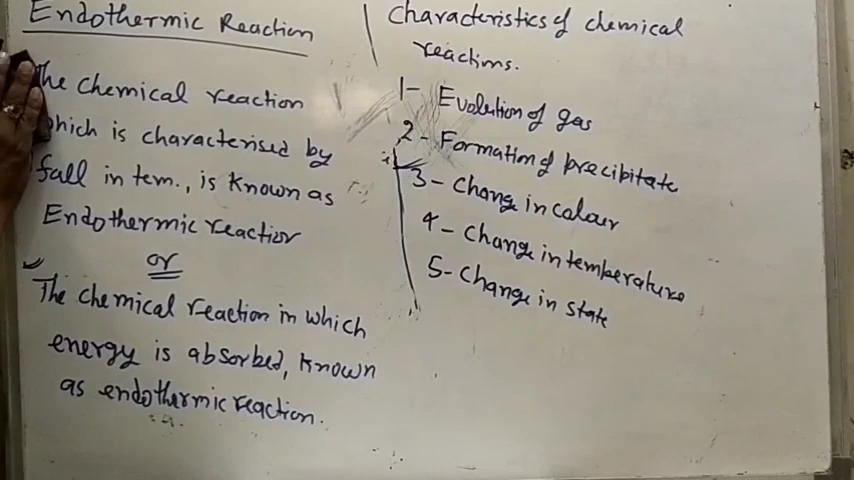 Endothermic Reaction
The chemical reaction
which is characterised by
fall in tem., is known as
Endothermic reaction
or
The chemical reaction in which
energy is absorbed, known
as endothermic reaction.
Characteristics of chemical
reactions.
1- Evolution of gas
2- Formation of precipitate
3- Change in colour
4- Change in temperature
5- Change in state